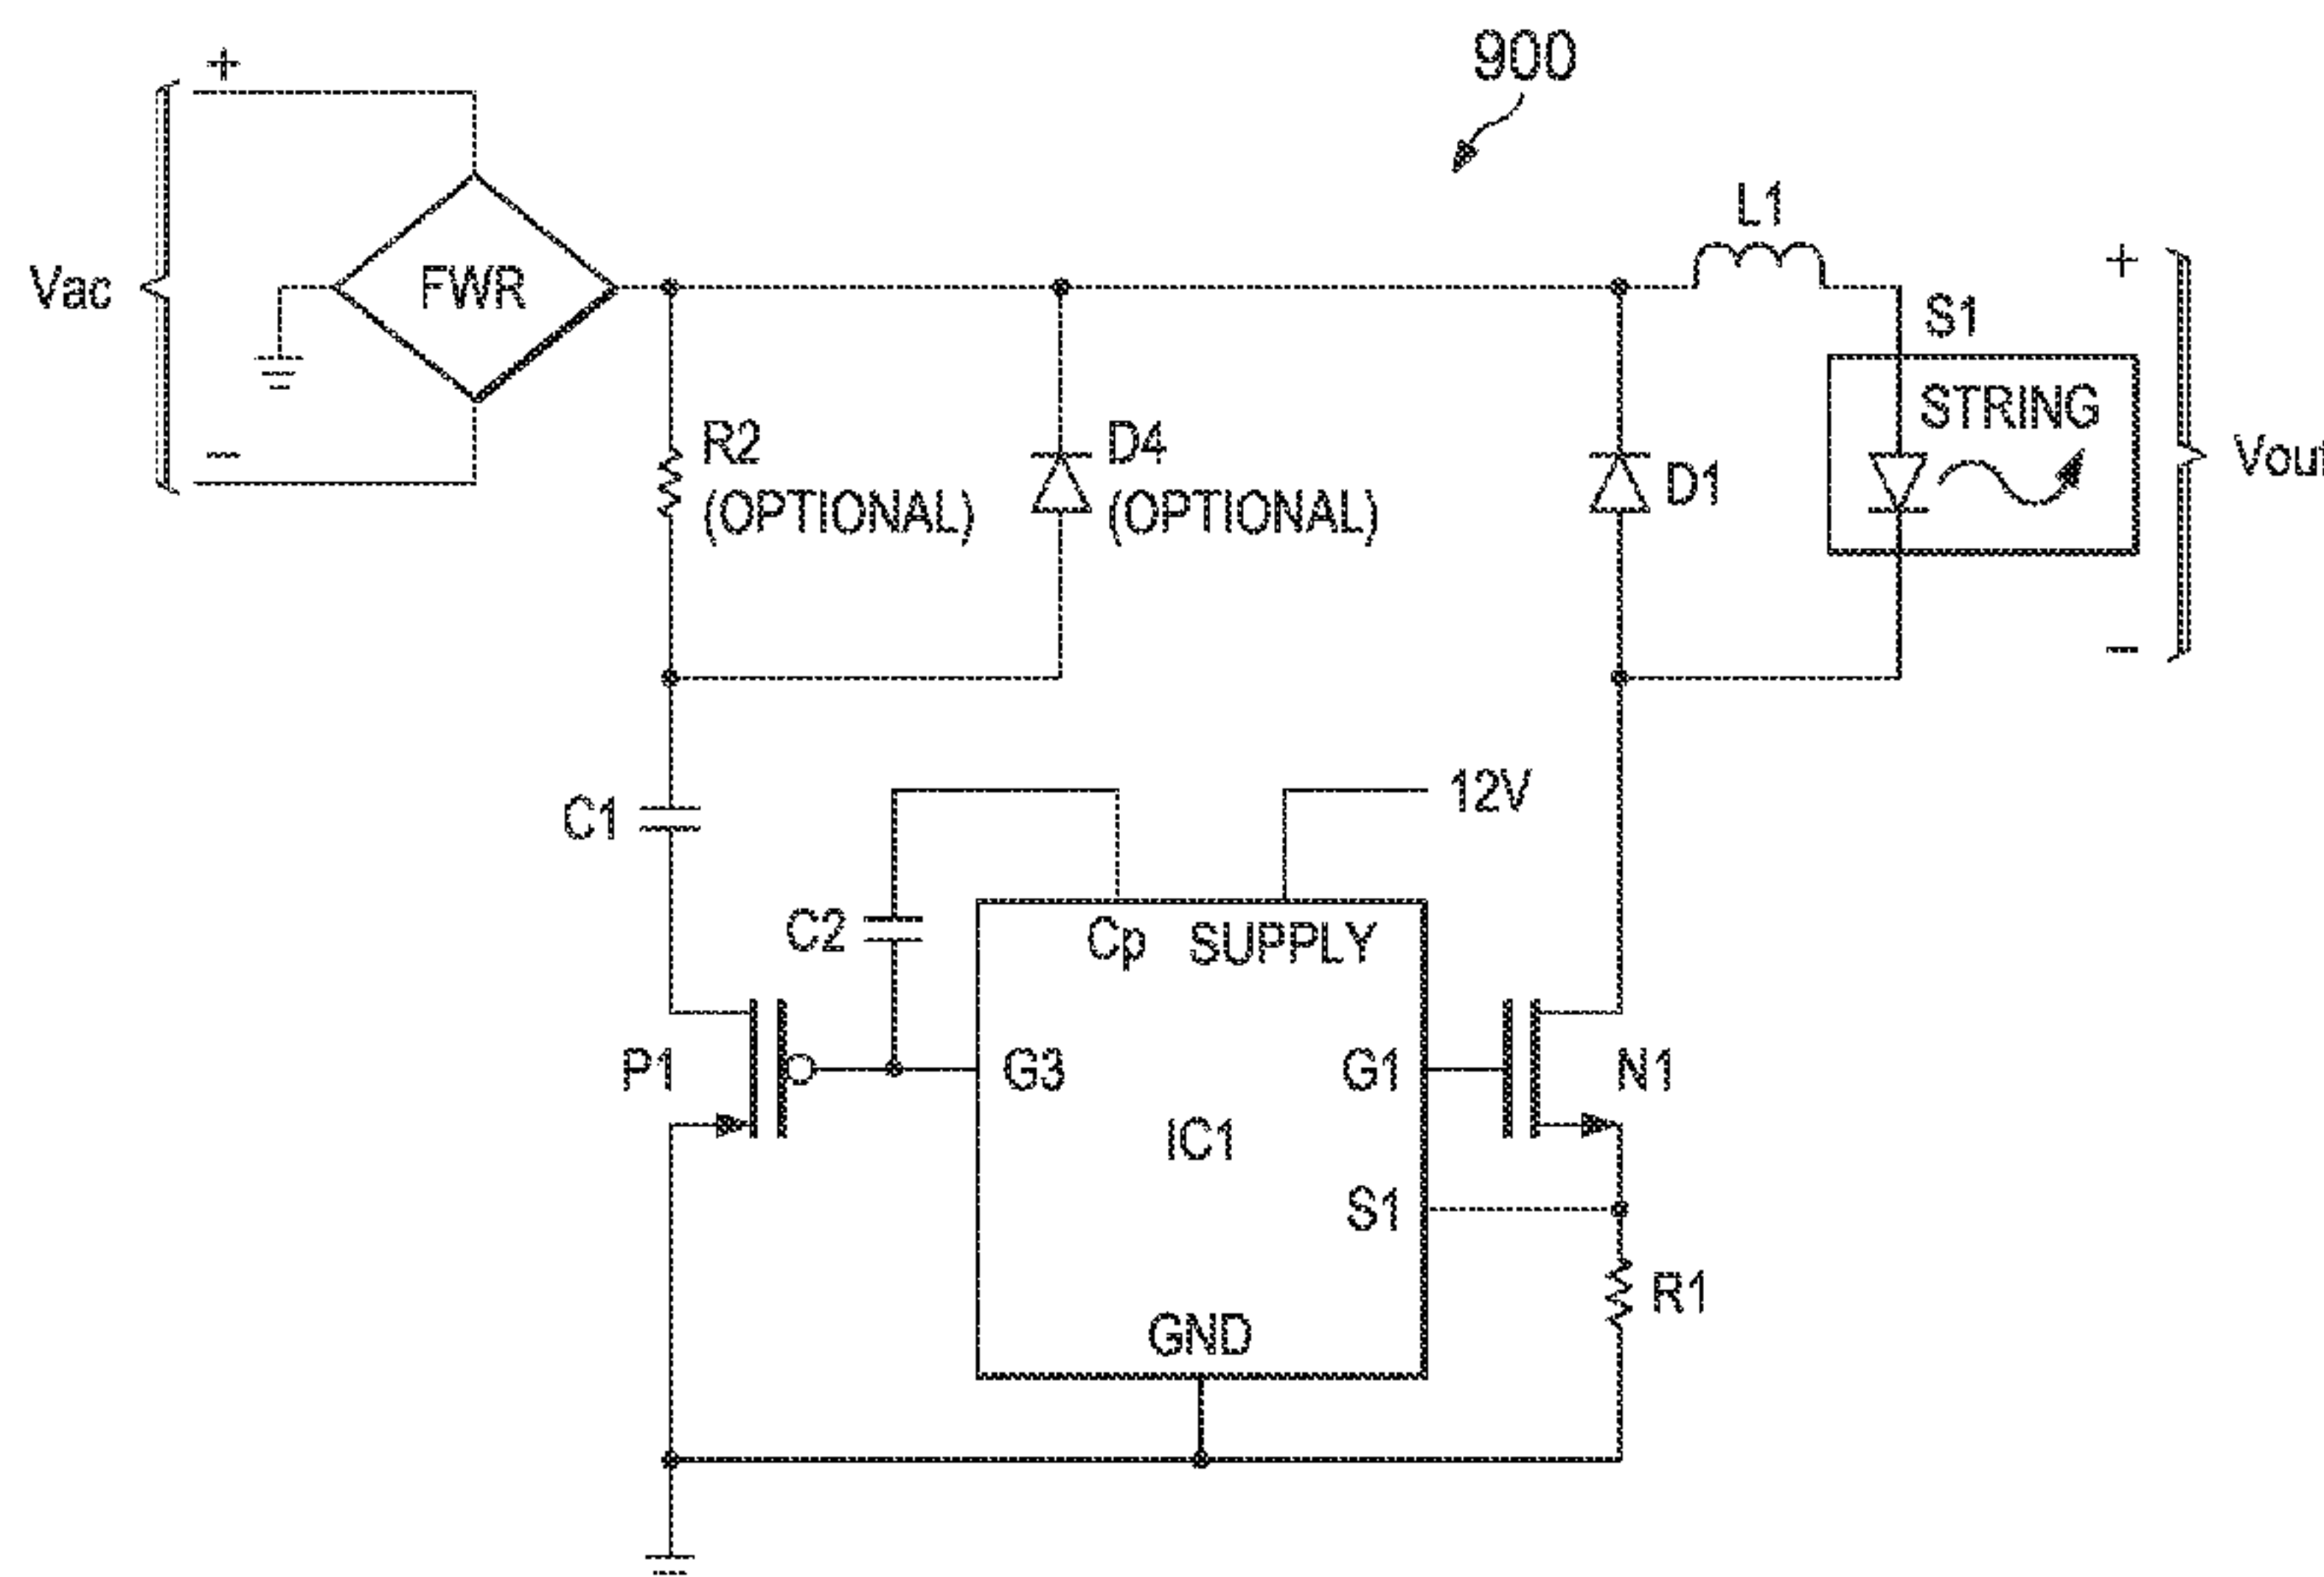 900
+
L1
+
Vac
FWR
S1
STRING
R2
(OPTIONAL)
D4
(OPTIONAL)
D1
Vout
−
−
C1
12V
C2
Cp
SUPPLY
P1
G3
G1
N1
IC1
S1
R1
GND